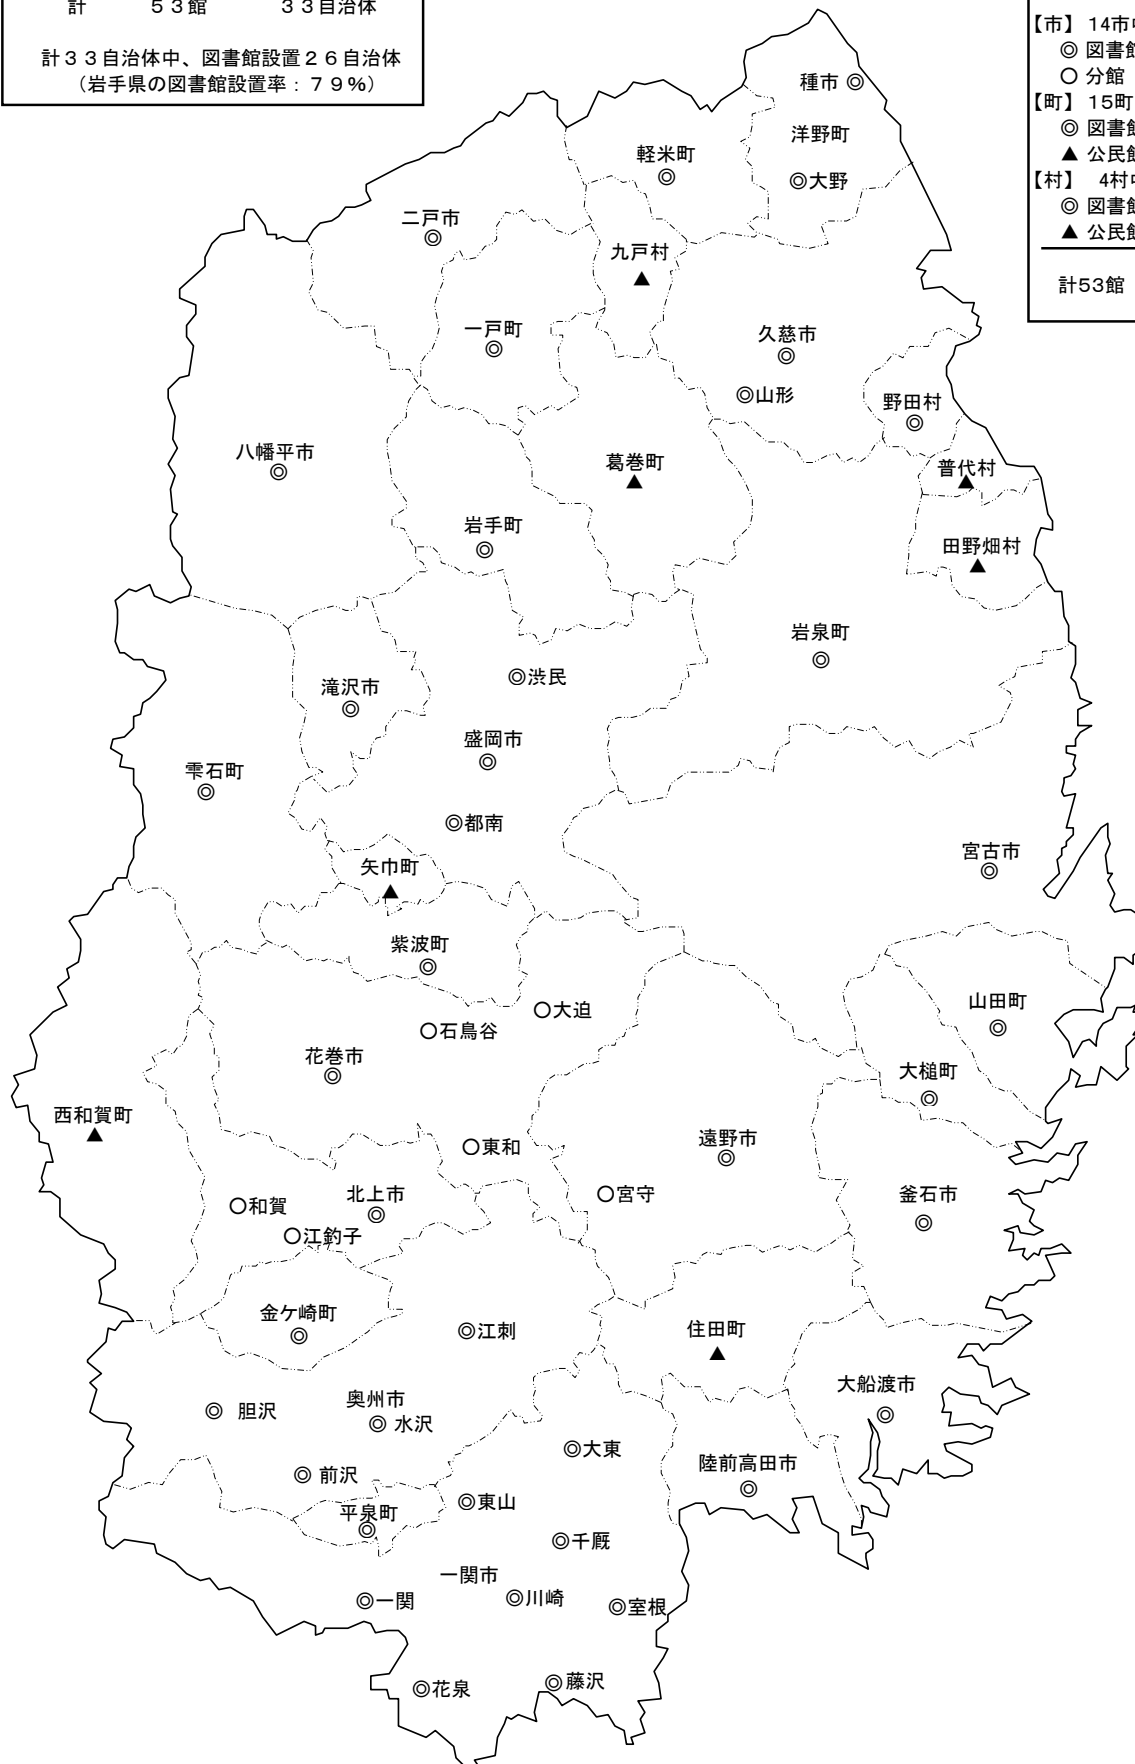 計 ５３館 ３３自治体
計３３自治体中、図書館設置２６自治体
（岩手県の図書館設置率：７９％）
【市】 14市
◎ 図書館
○ 分館
【町】 15町
◎ 図書館
▲ 公民館
【村】 4村
◎ 図書館
▲ 公民館
計53館
種市 ◎
洋野町
◎大野
軽米町
◎
二戸市
◎
九戸村
▲
一戸町
◎
久慈市
◎
◎山形
野田村
◎
八幡平市
◎
葛巻町
▲
普代村
▲
岩手町
◎
田野畑村
▲
岩泉町
◎
◎渋民
滝沢市
◎
盛岡市
◎
雫石町
◎
◎都南
宮古市
◎
矢巾町
▲
紫波町
◎
○大迫
○石鳥谷
山田町
◎
花巻市
◎
大槌町
◎
西和賀町
▲
○東和
遠野市
◎
○宮守
○和賀
北上市
◎
○江釣子
釜石市
◎
金ケ崎町
◎
◎江刺
住田町
▲
大船渡市
◎
奥州市
◎ 胆沢
◎ 水沢
◎大東
陸前高田市
◎
◎ 前沢
◎東山
平泉町
◎
◎千厩
一関市
◎一関
◎川崎
◎室根
◎花泉
◎藤沢